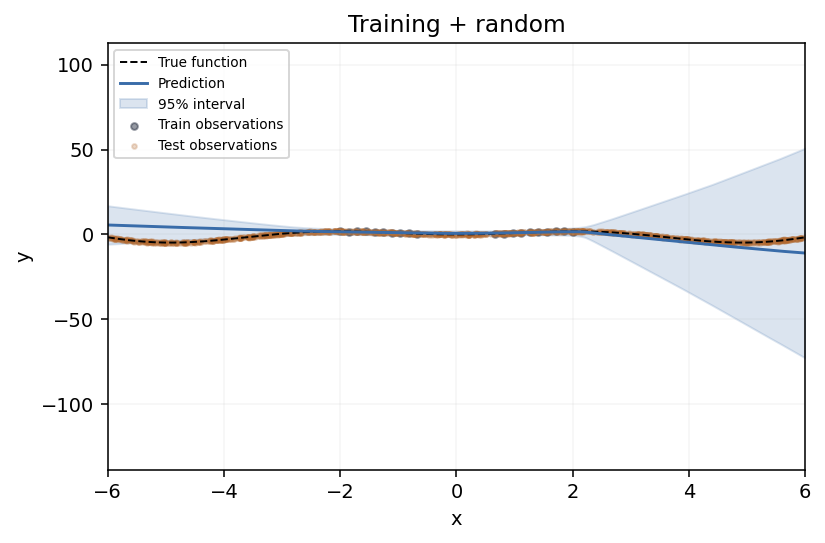 Training + random
True function
Prediction
95% interval
Train observations
Test observations
100
50
0
−50
−100
y
−6
−4
−2
0
2
4
6
x